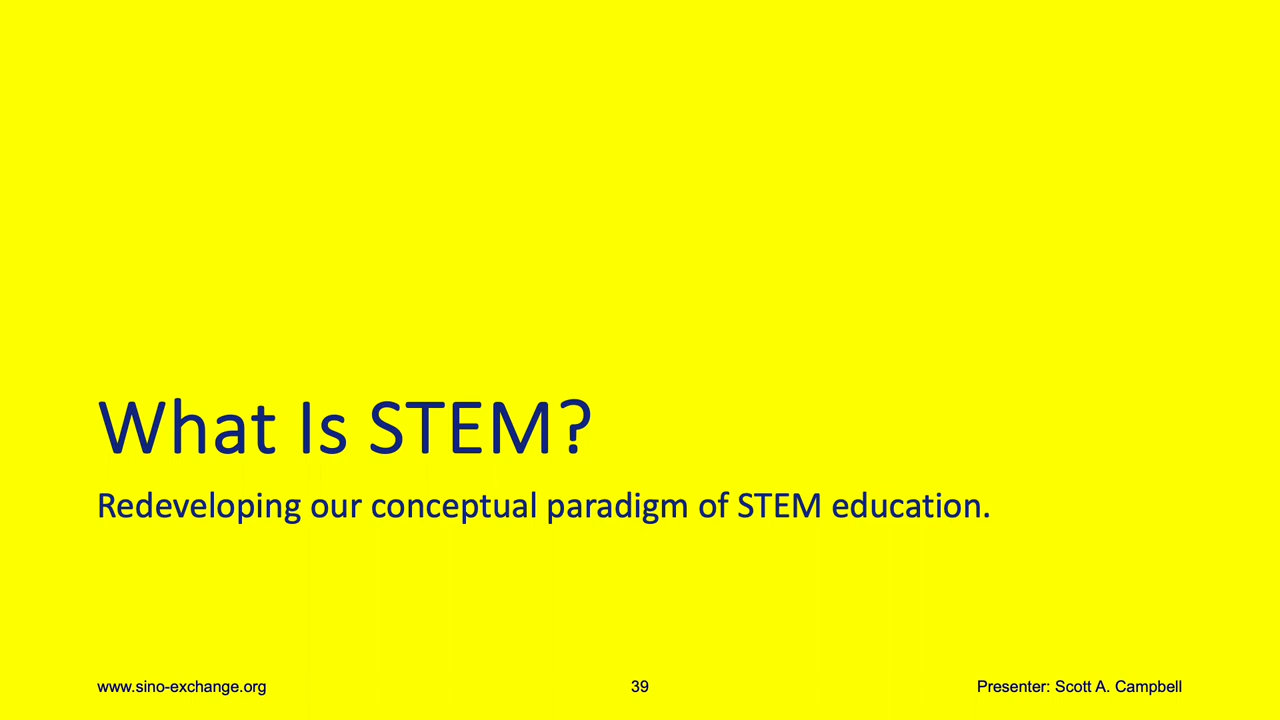 What Is STEM?
Redeveloping our conceptual paradigm of STEM education.
www.sino-exchange.org
39
Presenter: Scott A. Campbell